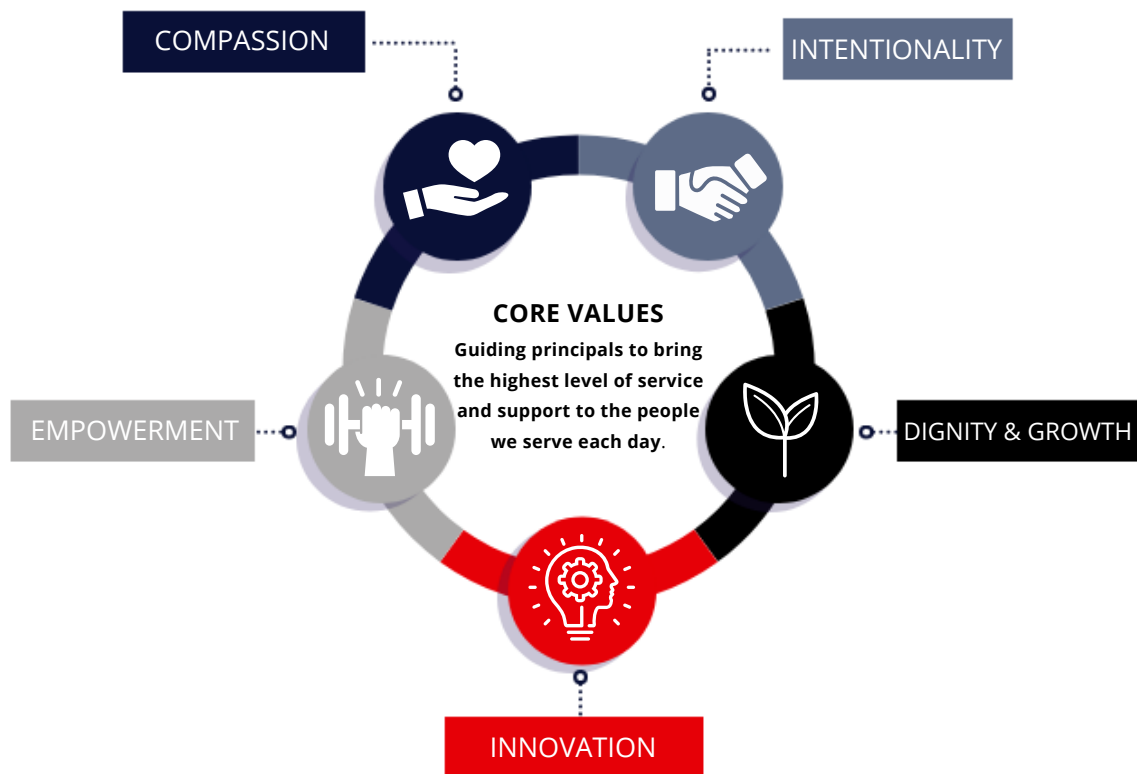 COMPASSION
INTENTIONALITY
CORE VALUES
Guiding principals to bring
the highest level of service
and support to the people
we serve each day.
EMPOWERMENT
DIGNITY & GROWTH
INNOVATION